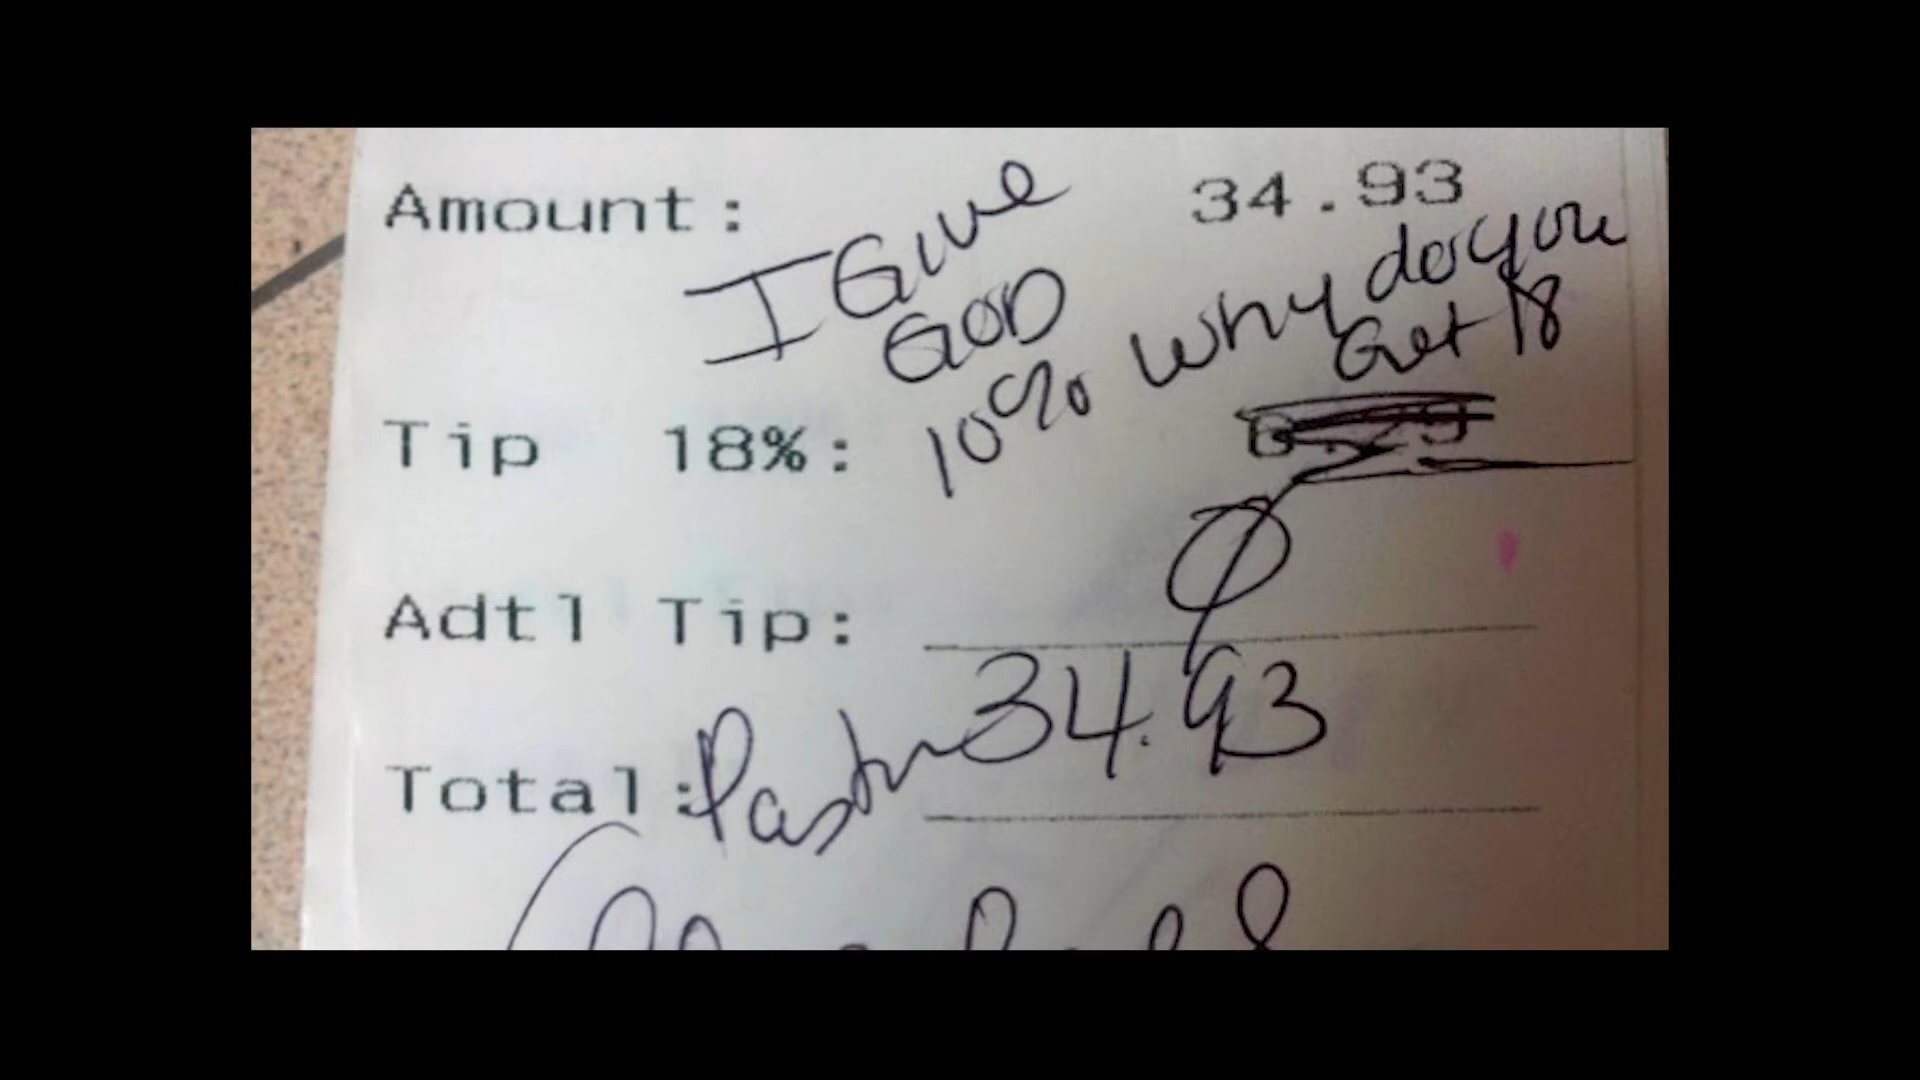 Amount: 34.93
I Give
GOD
10% why do you
Get 18
Tip 18%:
Adtl Tip: 0
34.93
Total: Pastor